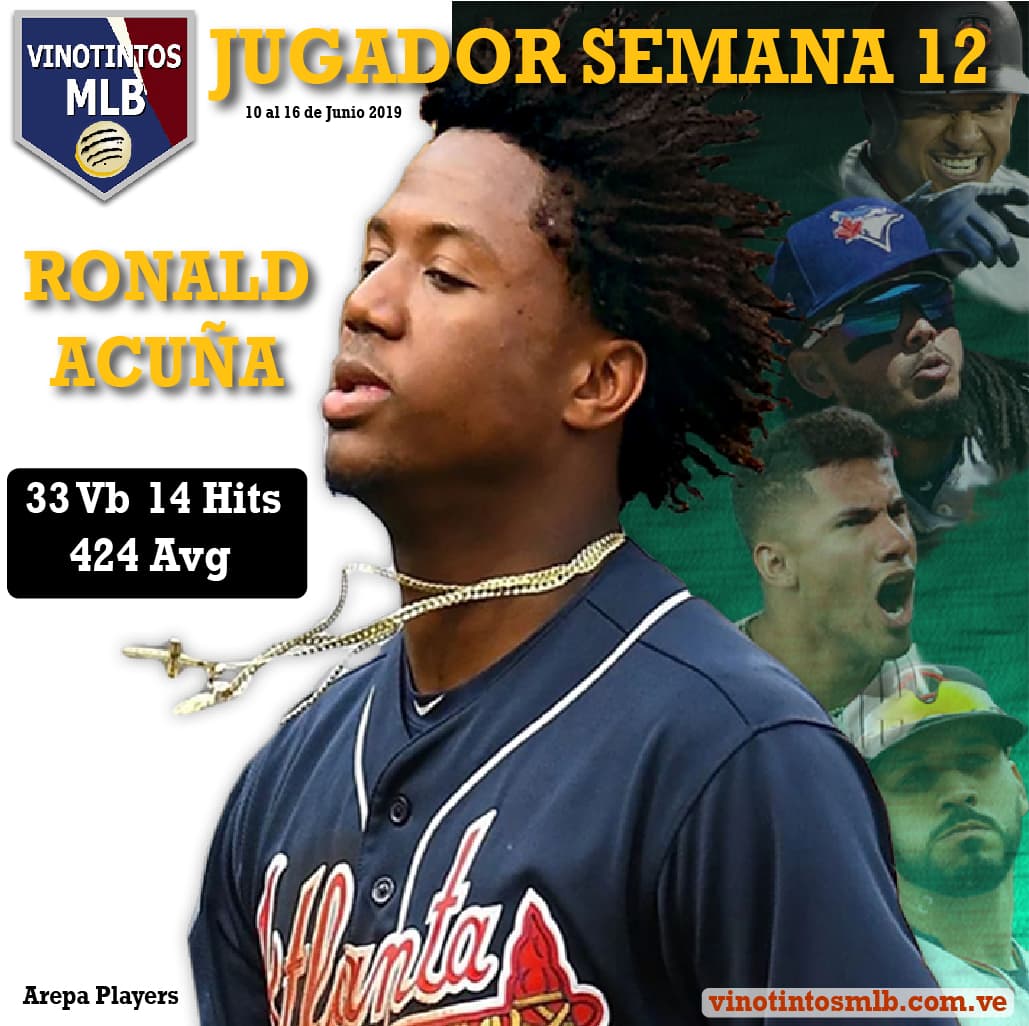 VINOTINTOS
MLB
JUGADOR SEMANA 12
10 al 16 de Junio 2019
RONALD
ACUÑA
33 Vb 14 Hits
424 Avg
Atlanta
Arepa Players
vinotintosmlb.com.ve